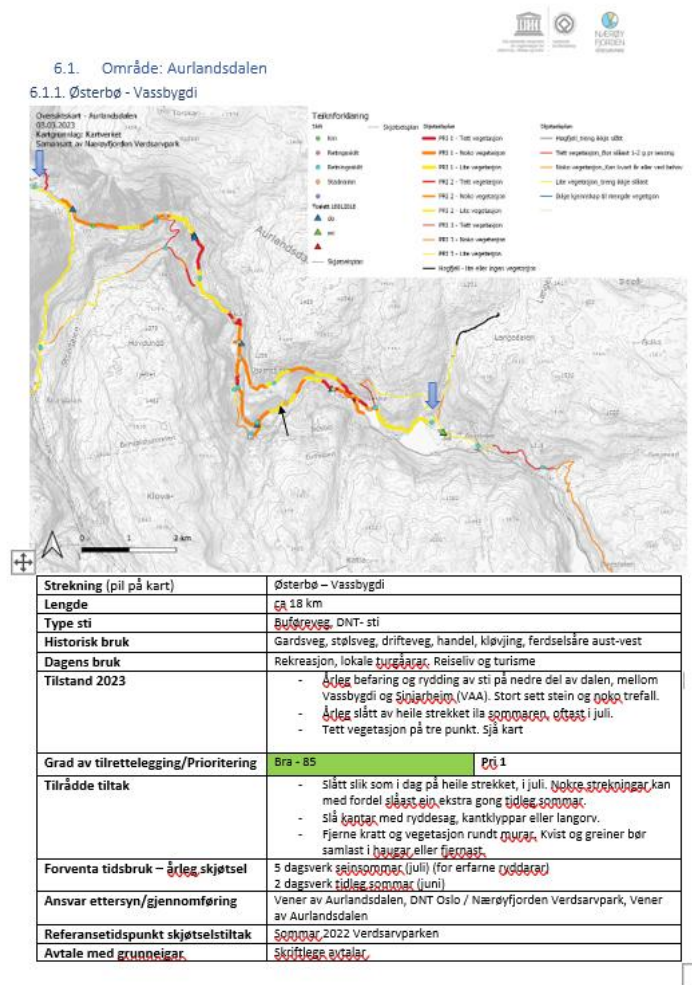 6.1. Område: Aurlandsdalen
6.1.1. Østerbø - Vassbygdi
Oversiktskart - Aurlandsdalen
03.03.2023
Kartgrunnlag: Kartverket
Samansatt av Nærøyfjorden Verdsarvpark
Teiknforklaring
PRI 1 - Tett vegetasjon
PRI 1 - Noko vegetasjon
PRI 1 - Lite vegetasjon
PRI 2 - Tett vegetasjon
PRI 2 - Noko vegetasjon
PRI 2 - Lite vegetasjon
PRI 3 - Tett vegetasjon
PRI 3 - Noko vegetasjon
PRI 3 - Lite vegetasjon
Høgfjell - lite eller ingen vegetasjon
Aurlandsda
Langedalen
Klova-
0 1 2 km
Strekning (pil på kart) Østerbø – Vassbygdi
Lengde ca 18 km
Type sti Buføreveg, DNT- sti
Historisk bruk Gardsveg, stølsveg, drifteveg, handel, kløvjing, ferdselsåre aust-vest
Dagens bruk Rekreasjon, lokale turgåarar. Reiseliv og turisme
Tilstand 2023 - Årleg befaring og rydding av sti på nedre del av dalen, mellom
Vassbygdi og Sinjarheim (VAA). Stort sett stein og noko trefall.
- Årleg slått av heile strekket ila sommaren, oftast i juli.
- Tett vegetasjon på tre punkt. Sjå kart
Grad av tilrettelegging/Prioritering Bra - 85 Pri 1
Tilrådde tiltak - Slått slik som i dag på heile strekket, i juli. Nokre strekningar kan
med fordel slåast ein ekstra gong tidleg sommar.
- Slå kantar med ryddesag, kantklyppar eller langorv.
- Fjerne kratt og vegetasjon rundt murar. Kvist og greiner bør
samlast i haugar eller fjernast.
Forventa tidsbruk – årleg skjøtsel 5 dagsverk seinsommar (juli) (for erfarne ryddarar)
2 dagsverk tidleg sommar (juni)
Ansvar ettersyn/gjennomføring Vener av Aurlandsdalen, DNT Oslo / Nærøyfjorden Verdsarvpark, Vener
av Aurlandsdalen
Referansetidspunkt skjøtselstiltak Sommar 2022 Verdsarvparken
Avtale med grunneigar Skriftlege avtalar